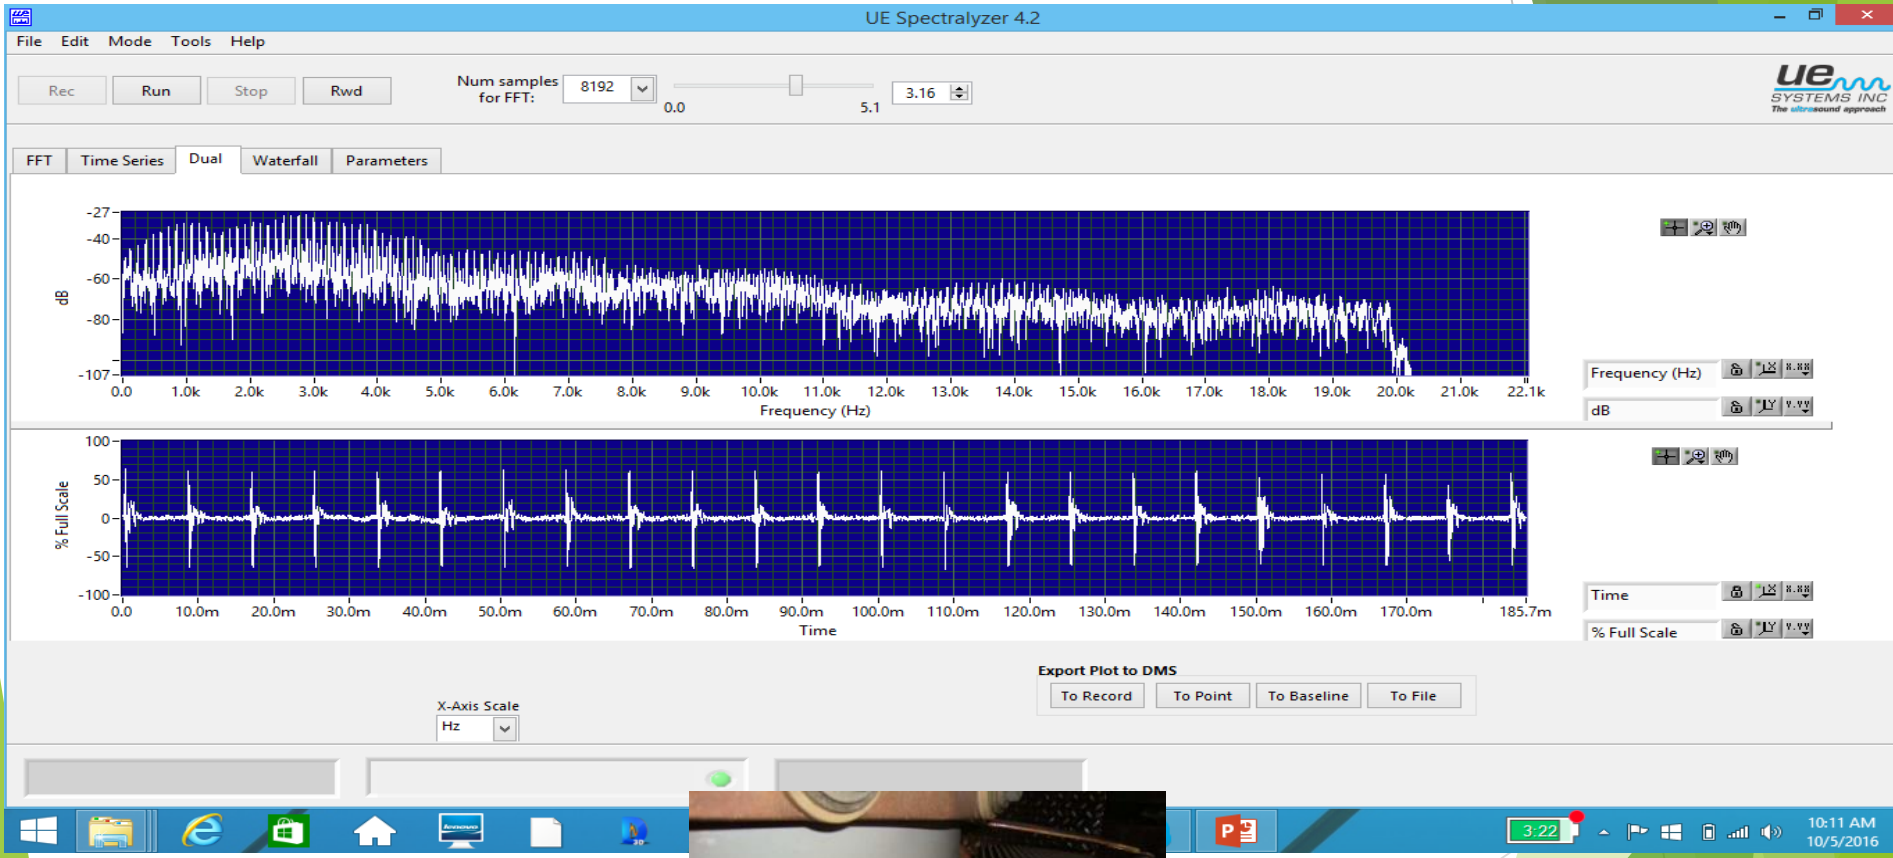 UE Spectralyzer 4.2
File Edit Mode Tools Help
Rec Run Stop Rwd
Num samples
for FFT:
8192
0.0 5.1
3.16
ue
SYSTEMS INC
The ultrasound approach
FFT Time Series Dual Waterfall Parameters
-27
-40
-60
-80
-107
dB
0.0 1.0k 2.0k 3.0k 4.0k 5.0k 6.0k 7.0k 8.0k 9.0k 10.0k 11.0k 12.0k 13.0k 14.0k 15.0k 16.0k 17.0k 18.0k 19.0k 20.0k 21.0k 22.1k
Frequency (Hz)
Frequency (Hz)
dB
100
50
0
-50
-100
% Full Scale
0.0 10.0m 20.0m 30.0m 40.0m 50.0m 60.0m 70.0m 80.0m 90.0m 100.0m 110.0m 120.0m 130.0m 140.0m 150.0m 160.0m 170.0m 185.7m
Time
Time
% Full Scale
Export Plot to DMS
To Record To Point To Baseline To File
X-Axis Scale
Hz
lenovo
3:22
10:11 AM
10/5/2016